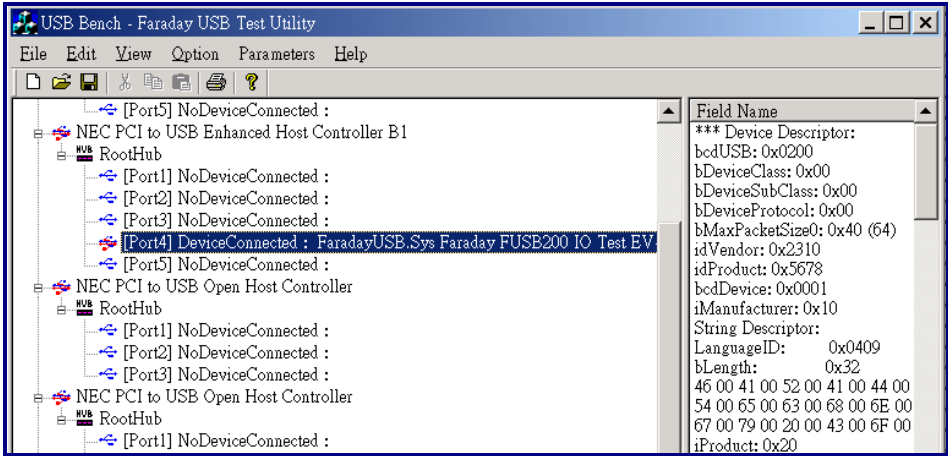 USB Bench - Faraday USB Test Utility
File Edit View Option Parameters Help
[Port5] NoDeviceConnected :
NEC PCI to USB Enhanced Host Controller B1
HUB RootHub
[Port1] NoDeviceConnected :
[Port2] NoDeviceConnected :
[Port3] NoDeviceConnected :
[Port4] DeviceConnected : FaradayUSB.Sys Faraday FUSB200 IO Test EV
[Port5] NoDeviceConnected :
NEC PCI to USB Open Host Controller
HUB RootHub
[Port1] NoDeviceConnected :
[Port2] NoDeviceConnected :
[Port3] NoDeviceConnected :
NEC PCI to USB Open Host Controller
HUB RootHub
[Port1] NoDeviceConnected :
Field Name
*** Device Descriptor:
bcdUSB: 0x0200
bDeviceClass: 0x00
bDeviceSubClass: 0x00
bDeviceProtocol: 0x00
bMaxPacketSize0: 0x40 (64)
idVendor: 0x2310
idProduct: 0x5678
bcdDevice: 0x0001
iManufacturer: 0x10
String Descriptor:
LanguageID: 0x0409
bLength: 0x32
46 00 41 00 52 00 41 00 44 00
54 00 65 00 63 00 68 00 6E 00
67 00 79 00 20 00 43 00 6F 00
iProduct: 0x20